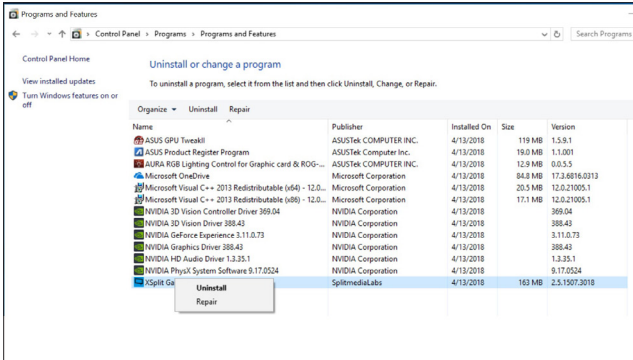 Programs and Features
Control Panel > Programs > Programs and Features
Search Programs
Control Panel Home
View installed updates
Turn Windows features on or
off
Uninstall or change a program
To uninstall a program, select it from the list and then click Uninstall, Change, or Repair.
Organize Uninstall Repair
Name Publisher Installed On Size Version
ASUS GPU TweakII ASUSTek COMPUTER INC. 4/13/2018 119 MB 1.5.9.1
ASUS Product Register Program ASUSTek Computer Inc. 4/13/2018 19.0 MB 1.1.001
AURA RGB Lighting Control for Graphic card & ROG-... ASUSTek COMPUTER INC. 4/13/2018 12.9 MB 0.0.5.5
Microsoft OneDrive Microsoft Corporation 4/13/2018 84.8 MB 17.3.6816.0313
Microsoft Visual C++ 2013 Redistributable (x64) - 12.0... Microsoft Corporation 4/13/2018 20.5 MB 12.0.21005.1
Microsoft Visual C++ 2013 Redistributable (x86) - 12.0... Microsoft Corporation 4/13/2018 17.1 MB 12.0.21005.1
NVIDIA 3D Vision Controller Driver 369.04 NVIDIA Corporation 4/13/2018 369.04
NVIDIA 3D Vision Driver 388.43 NVIDIA Corporation 4/13/2018 388.43
NVIDIA GeForce Experience 3.11.0.73 NVIDIA Corporation 4/13/2018 3.11.0.73
NVIDIA Graphics Driver 388.43 NVIDIA Corporation 4/13/2018 388.43
NVIDIA HD Audio Driver 1.3.35.1 NVIDIA Corporation 4/13/2018 1.3.35.1
NVIDIA PhysX System Software 9.17.0524 NVIDIA Corporation 4/13/2018 9.17.0524
XSplit Ga SplitmediaLabs 4/13/2018 163 MB 2.5.1507.3018
Uninstall
Repair